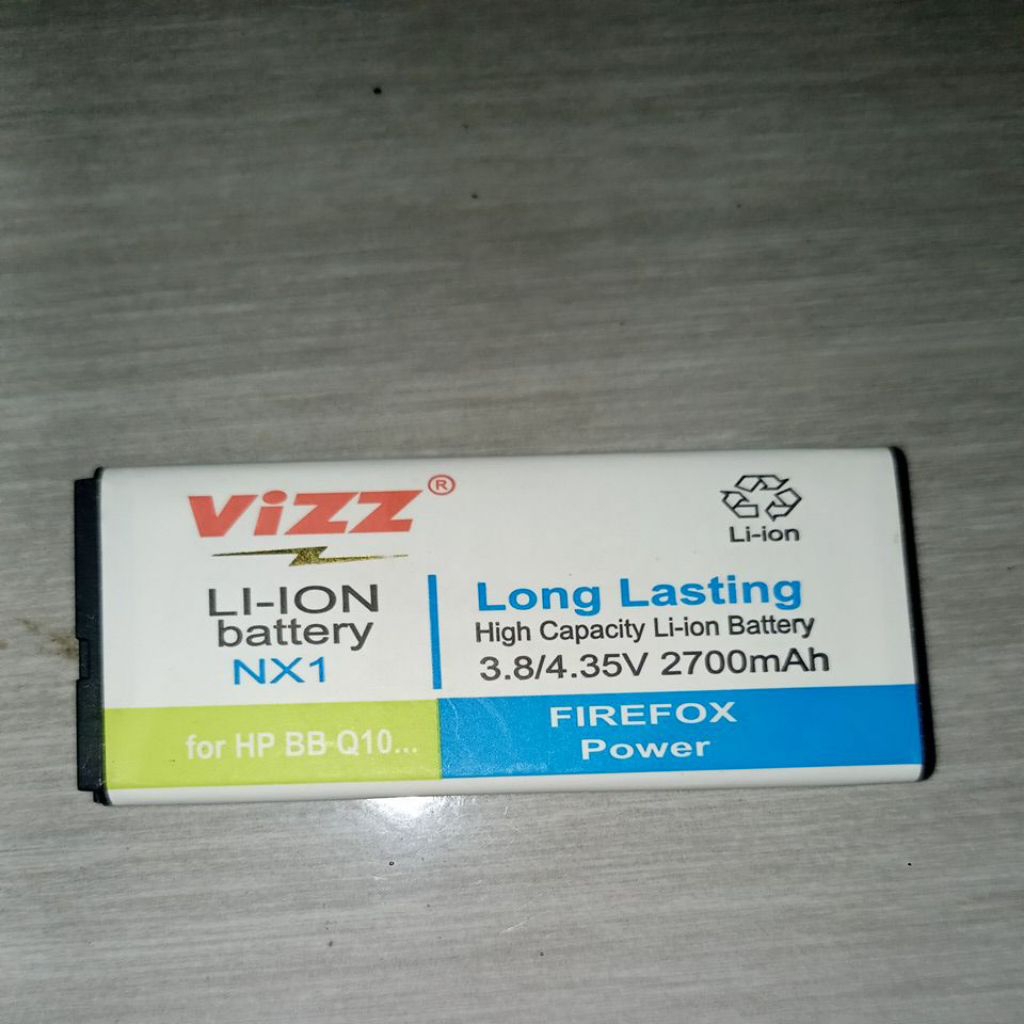 ViZZ®
Li-ion
LI-ION
battery
NX1
Long Lasting
High Capacity Li-ion Battery
3.8/4.35V 2700mAh
for HP BB Q10...
FIREFOX
Power